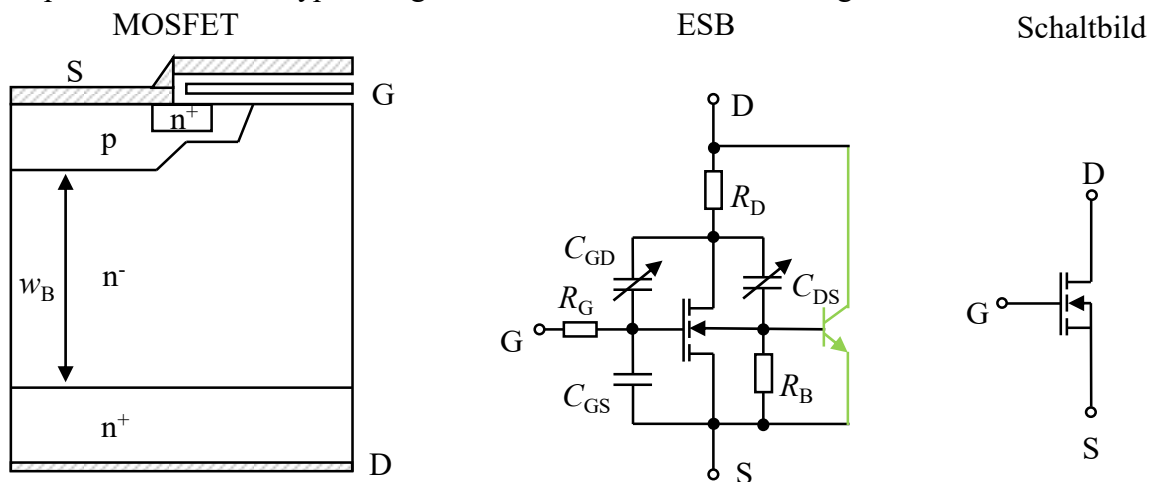 MOSFET
ESB
Schaltbild
S
G
n+
p
wB
n-
n+
D
D
RD
CGD
CDS
RG
G
CGS
RB
S
D
G
S